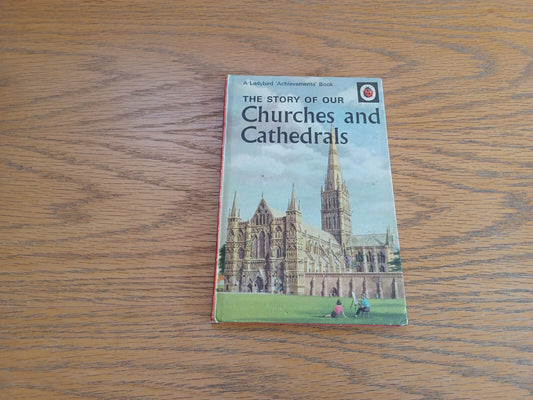 A Ladybird 'Achievements' Book
THE STORY OF OUR
Churches and
Cathedrals